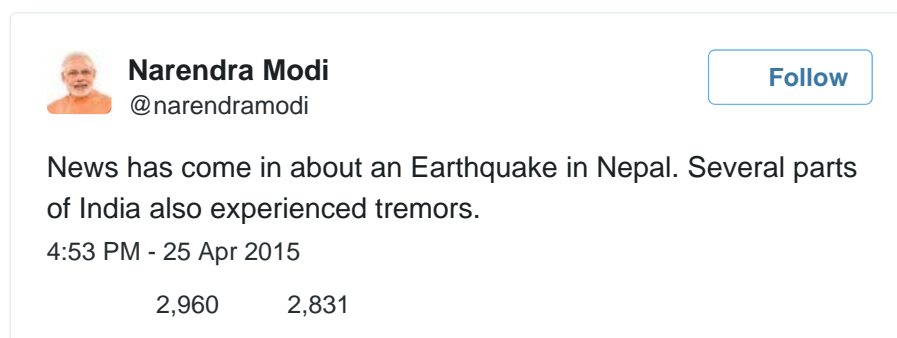 Narendra Modi
@narendramodi
Follow
News has come in about an Earthquake in Nepal. Several parts
of India also experienced tremors.
4:53 PM - 25 Apr 2015
2,960 2,831